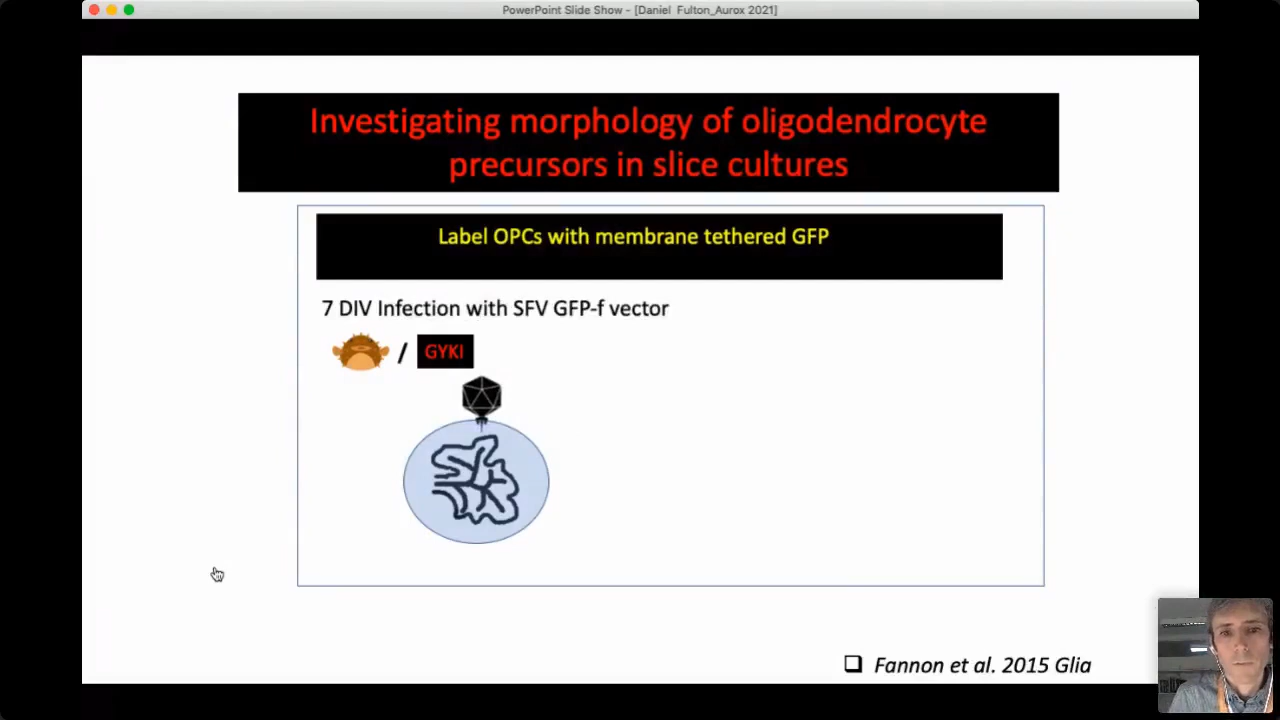 PowerPoint Slide Show - [Daniel Fulton_Aurox 2021]
Investigating morphology of oligodendrocyte
precursors in slice cultures
Label OPCs with membrane tethered GFP
7 DIV Infection with SFV GFP-f vector
/ GYKI
Fannon et al. 2015 Glia